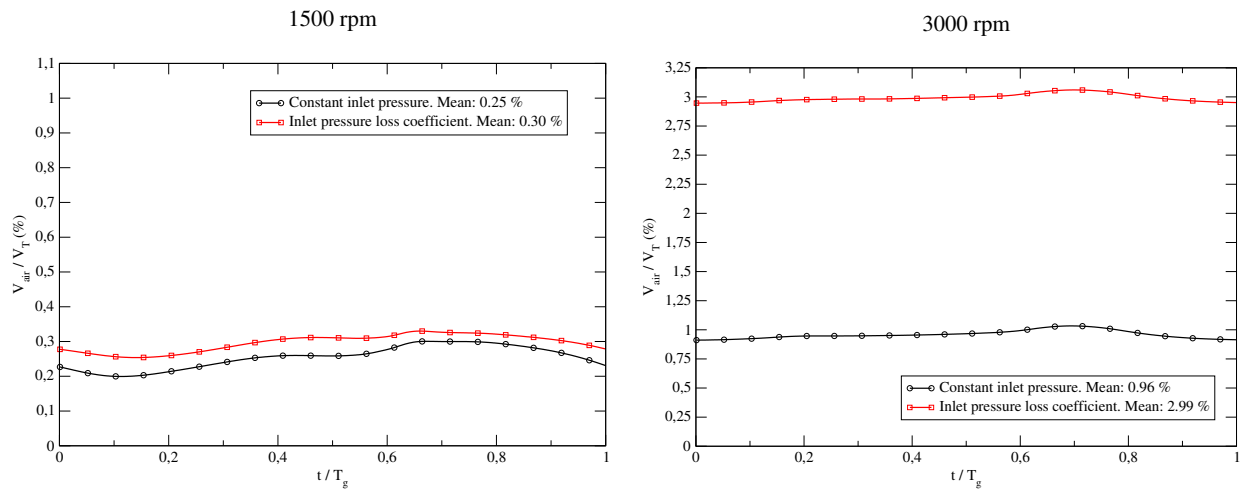 1500 rpm
1,1
1
0,9
0,8
0,7
0,6
0,5
0,4
0,3
0,2
0,1
0
V_air / V_T (%)
Constant inlet pressure. Mean: 0.25 %
Inlet pressure loss coefficient. Mean: 0.30 %
0 0,2 0,4 0,6 0,8 1
t / T_g
3000 rpm
3,25
3
2,75
2,5
2,25
2
1,75
1,5
1,25
1
0,75
0,5
0,25
0
V_air / V_T (%)
Constant inlet pressure. Mean: 0.96 %
Inlet pressure loss coefficient. Mean: 2.99 %
0 0,2 0,4 0,6 0,8 1
t / T_g